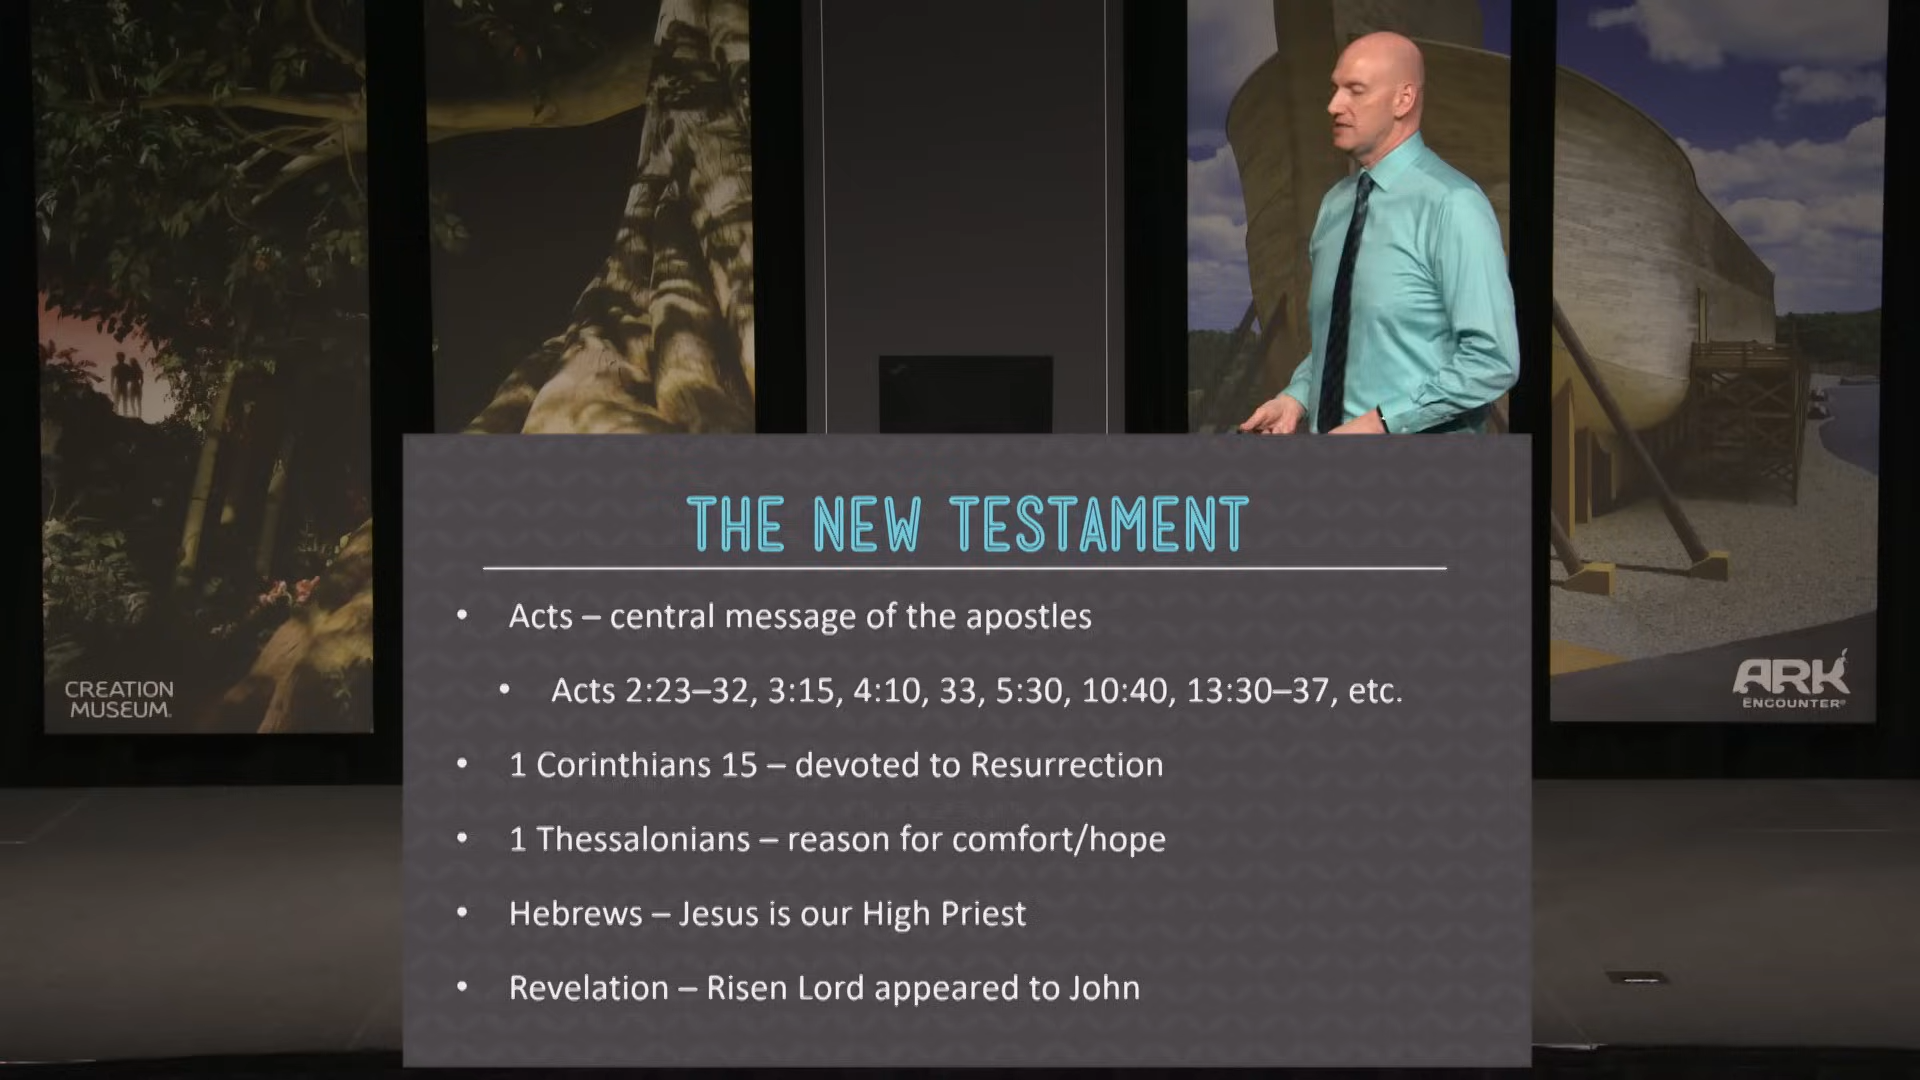 THE NEW TESTAMENT
• Acts – central message of the apostles
• Acts 2:23–32, 3:15, 4:10, 33, 5:30, 10:40, 13:30–37, etc.
• 1 Corinthians 15 – devoted to Resurrection
• 1 Thessalonians – reason for comfort/hope
• Hebrews – Jesus is our High Priest
• Revelation – Risen Lord appeared to John
CREATION
MUSEUM.
ARK
ENCOUNTER®